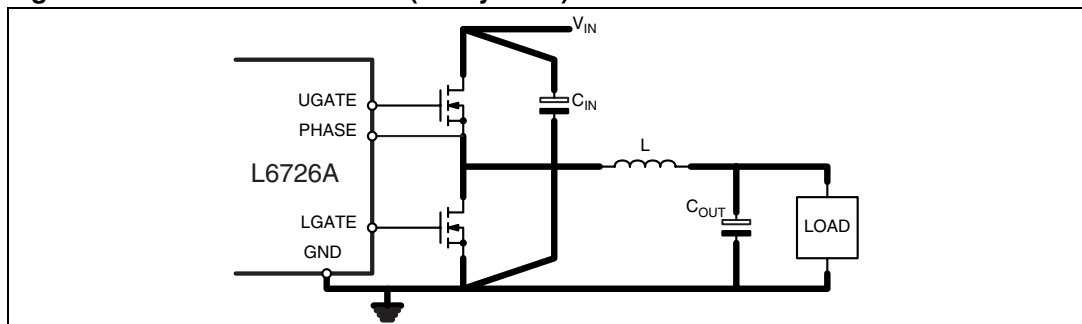 V_IN
UGATE
C_IN
PHASE
L
L6726A
LGATE
C_OUT
LOAD
GND